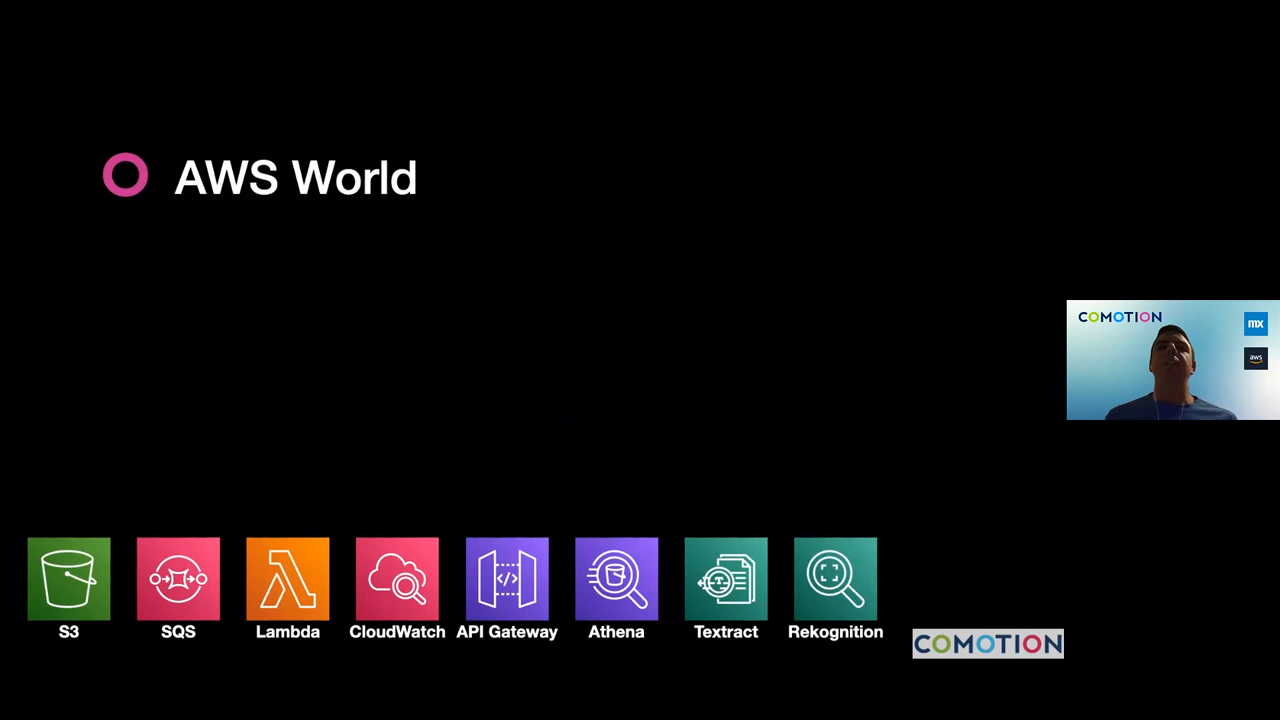 AWS World
COMOTION
mx
aws
S3
SQS
Lambda
CloudWatch
API Gateway
Athena
Textract
Rekognition
COMOTION